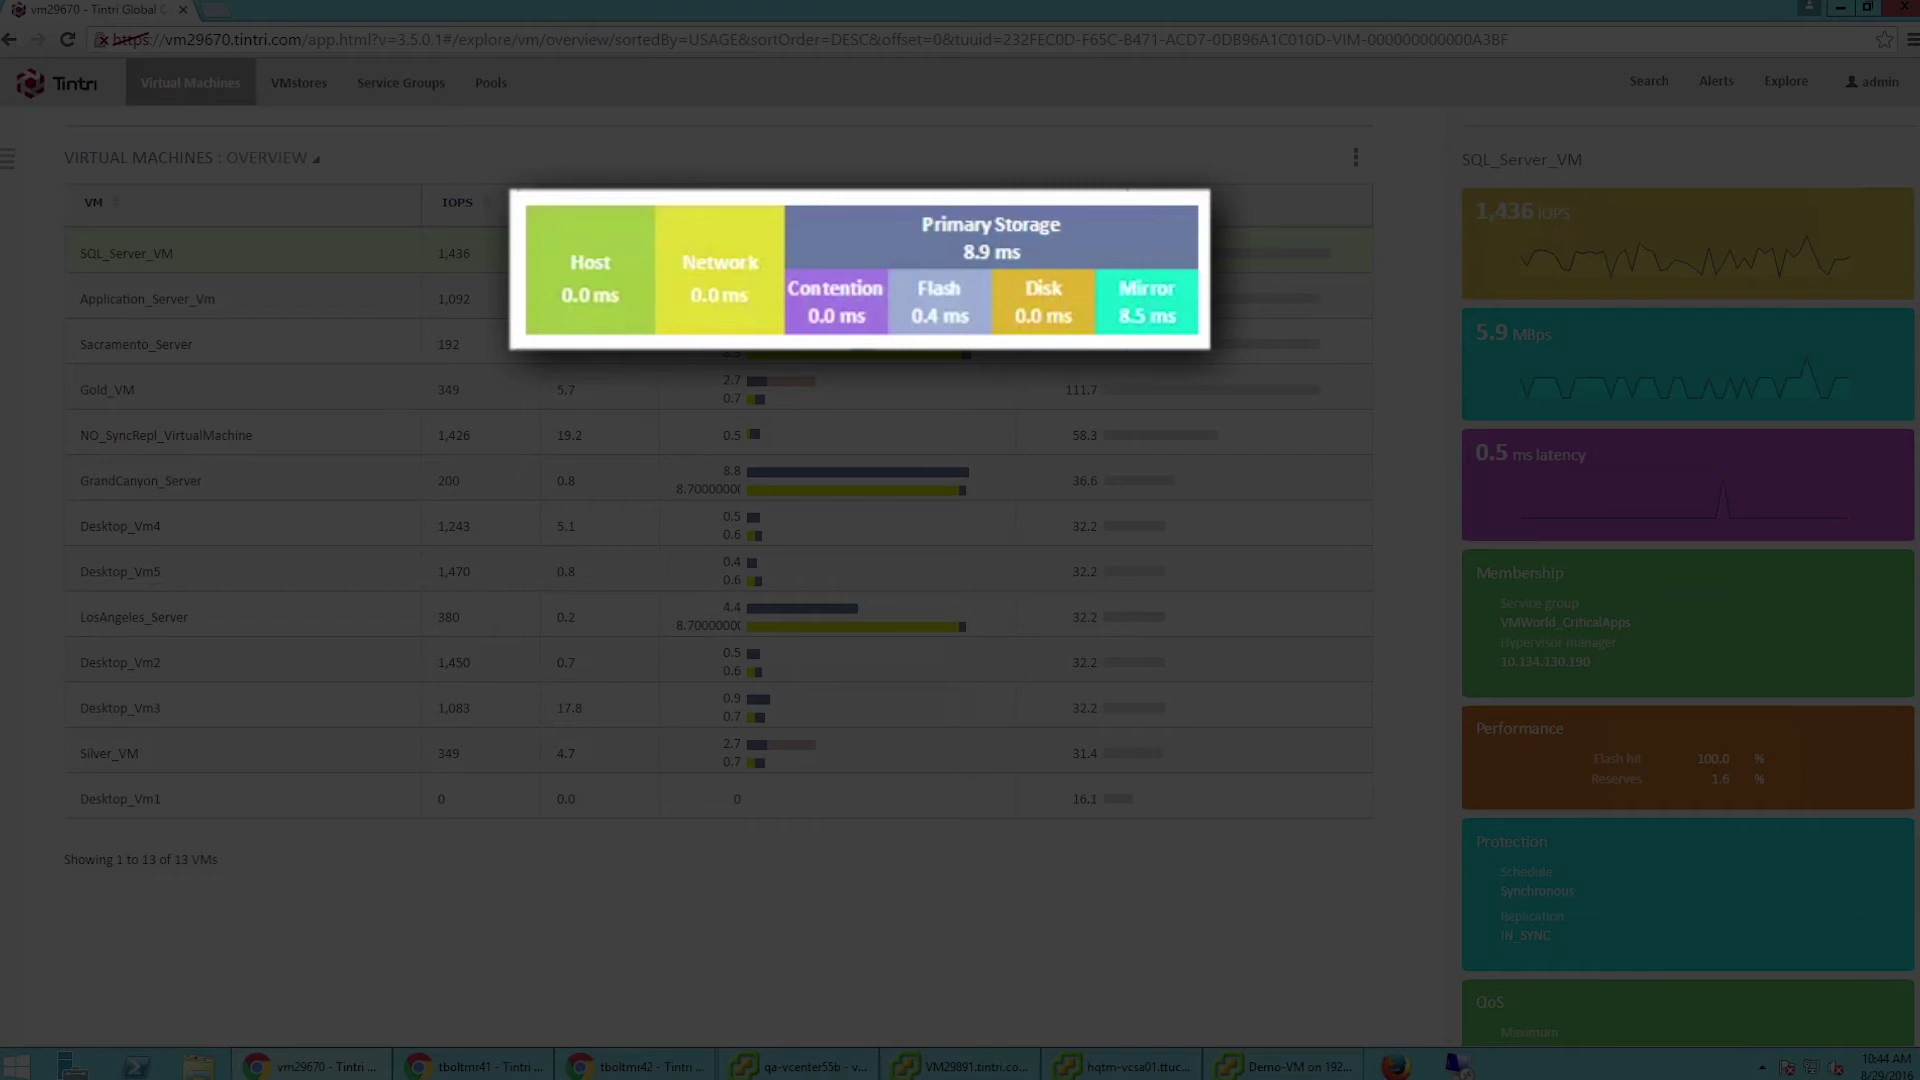 vm29670 - Tintri Global C
https://vm29670.tintri.com/app.html?v=3.5.0.1#/explore/vm/overview/sortedBy=USAGE&sortOrder=DESC&offset=0&tuuid=232FEC0D-F65C-B471-ACD7-0DB96A1C010D-VIM-000000000000A3BF
Tintri Virtual Machines VMstores Service Groups Pools Search Alerts Explore admin
VIRTUAL MACHINES : OVERVIEW
VM IOPS
SQL_Server_VM 1,436
Application_Server_Vm 1,092
Sacramento_Server 192
Gold_VM 349 5.7 2.7 0.7 111.7
NO_SyncRepl_VirtualMachine 1,426 19.2 0.5 58.3
GrandCanyon_Server 200 0.8 8.8 8.7000000 36.6
Desktop_Vm4 1,243 5.1 0.5 0.6 32.2
Desktop_Vm5 1,470 0.8 0.4 0.6 32.2
LosAngeles_Server 380 0.2 4.4 8.7000000 32.2
Desktop_Vm2 1,450 0.7 0.5 0.6 32.2
Desktop_Vm3 1,083 17.8 0.9 0.7 32.2
Silver_VM 349 4.7 2.7 0.7 31.4
Desktop_Vm1 0 0.0 0 16.1
Showing 1 to 13 of 13 VMs
Host
0.0 ms
Network
0.0 ms
Primary Storage
8.9 ms
Contention
0.0 ms
Flash
0.4 ms
Disk
0.0 ms
Mirror
8.5 ms
SQL_Server_VM
1,436 IOPS
5.9 MBps
0.5 ms latency
Membership
Service group
VMWorld_CriticalApps
Hypervisor manager
10.134.130.190
Performance
Flash hit 100.0 %
Reserves 1.6 %
Protection
Schedule
Synchronous
Replication
IN_SYNC
QoS
Maximum
vm29670 - Tintri ... tboltmr41 - Tintri ... tboltmr42 - Tintri ... qa-vcenter55b - v... VM29891.tintri.co... hqtm-vcsa01.ttuc... Demo-VM on 192...
10:44 AM
8/29/2016